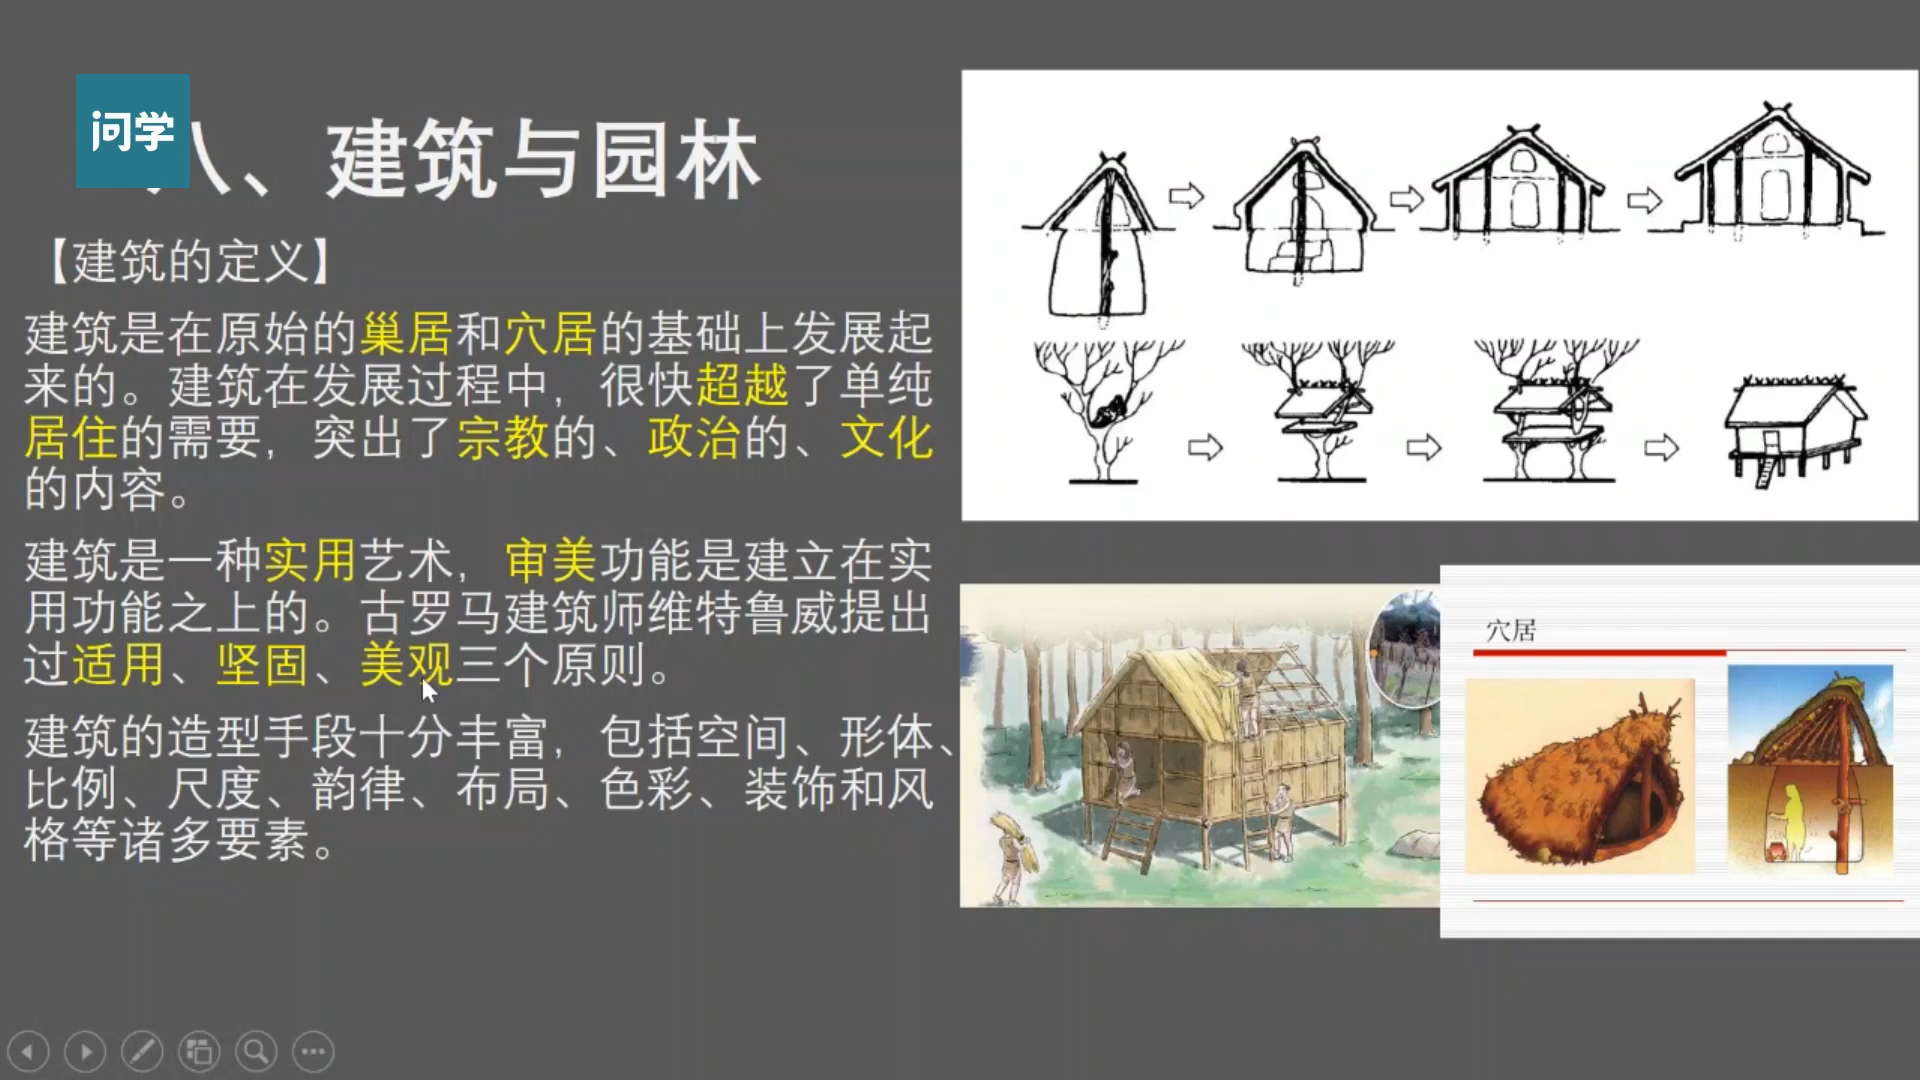 问学
八、建筑与园林
【建筑的定义】
建筑是在原始的巢居和穴居的基础上发展起
来的。建筑在发展过程中，很快超越了单纯
居住的需要，突出了宗教的、政治的、文化
的内容。
建筑是一种实用艺术，审美功能是建立在实
用功能之上的。古罗马建筑师维特鲁威提出
过适用、坚固、美观三个原则。
建筑的造型手段十分丰富，包括空间、形体、
比例、尺度、韵律、布局、色彩、装饰和风
格等诸多要素。
穴居